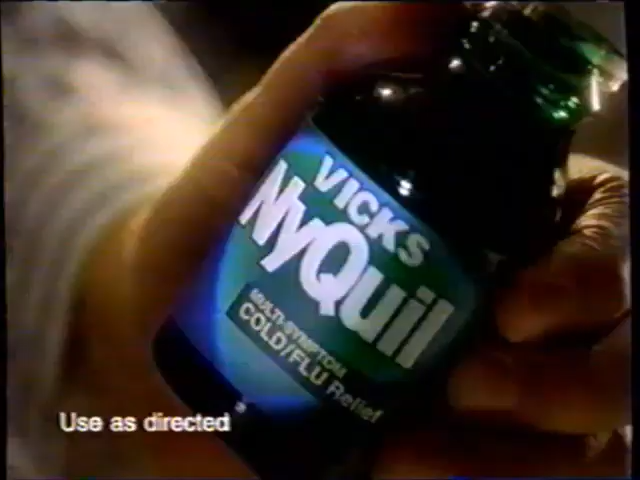 VICKS
NyQuil
MULTI-SYMPTOM
COLD/FLU Relief
Use as directed